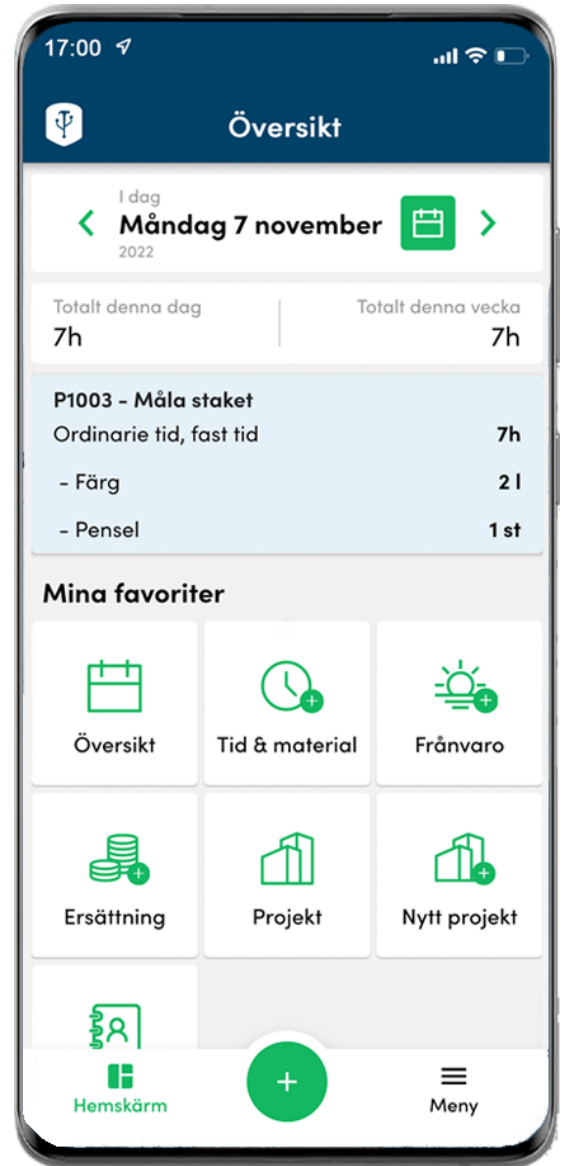 17:00
Översikt
I dag
Måndag 7 november
2022
Totalt denna dag
Totalt denna vecka
7h
7h
P1003 - Måla staket
Ordinarie tid, fast tid
7h
- Färg
2 l
- Pensel
1 st
Mina favoriter
Översikt
Tid & material
Frånvaro
Ersättning
Projekt
Nytt projekt
Hemskärm
+
Meny